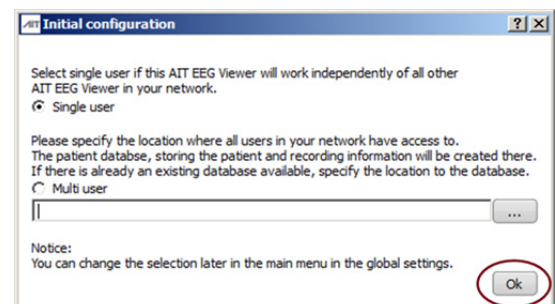 AIT Initial configuration ? X
Select single user if this AIT EEG Viewer will work independently of all other
AIT EEG Viewer in your network.
Single user
Please specify the location where all users in your network have access to.
The patient databse, storing the patient and recording information will be created there.
If there is already an existing database available, specify the location to the database.
Multi user
...
Notice:
You can change the selection later in the main menu in the global settings.
Ok